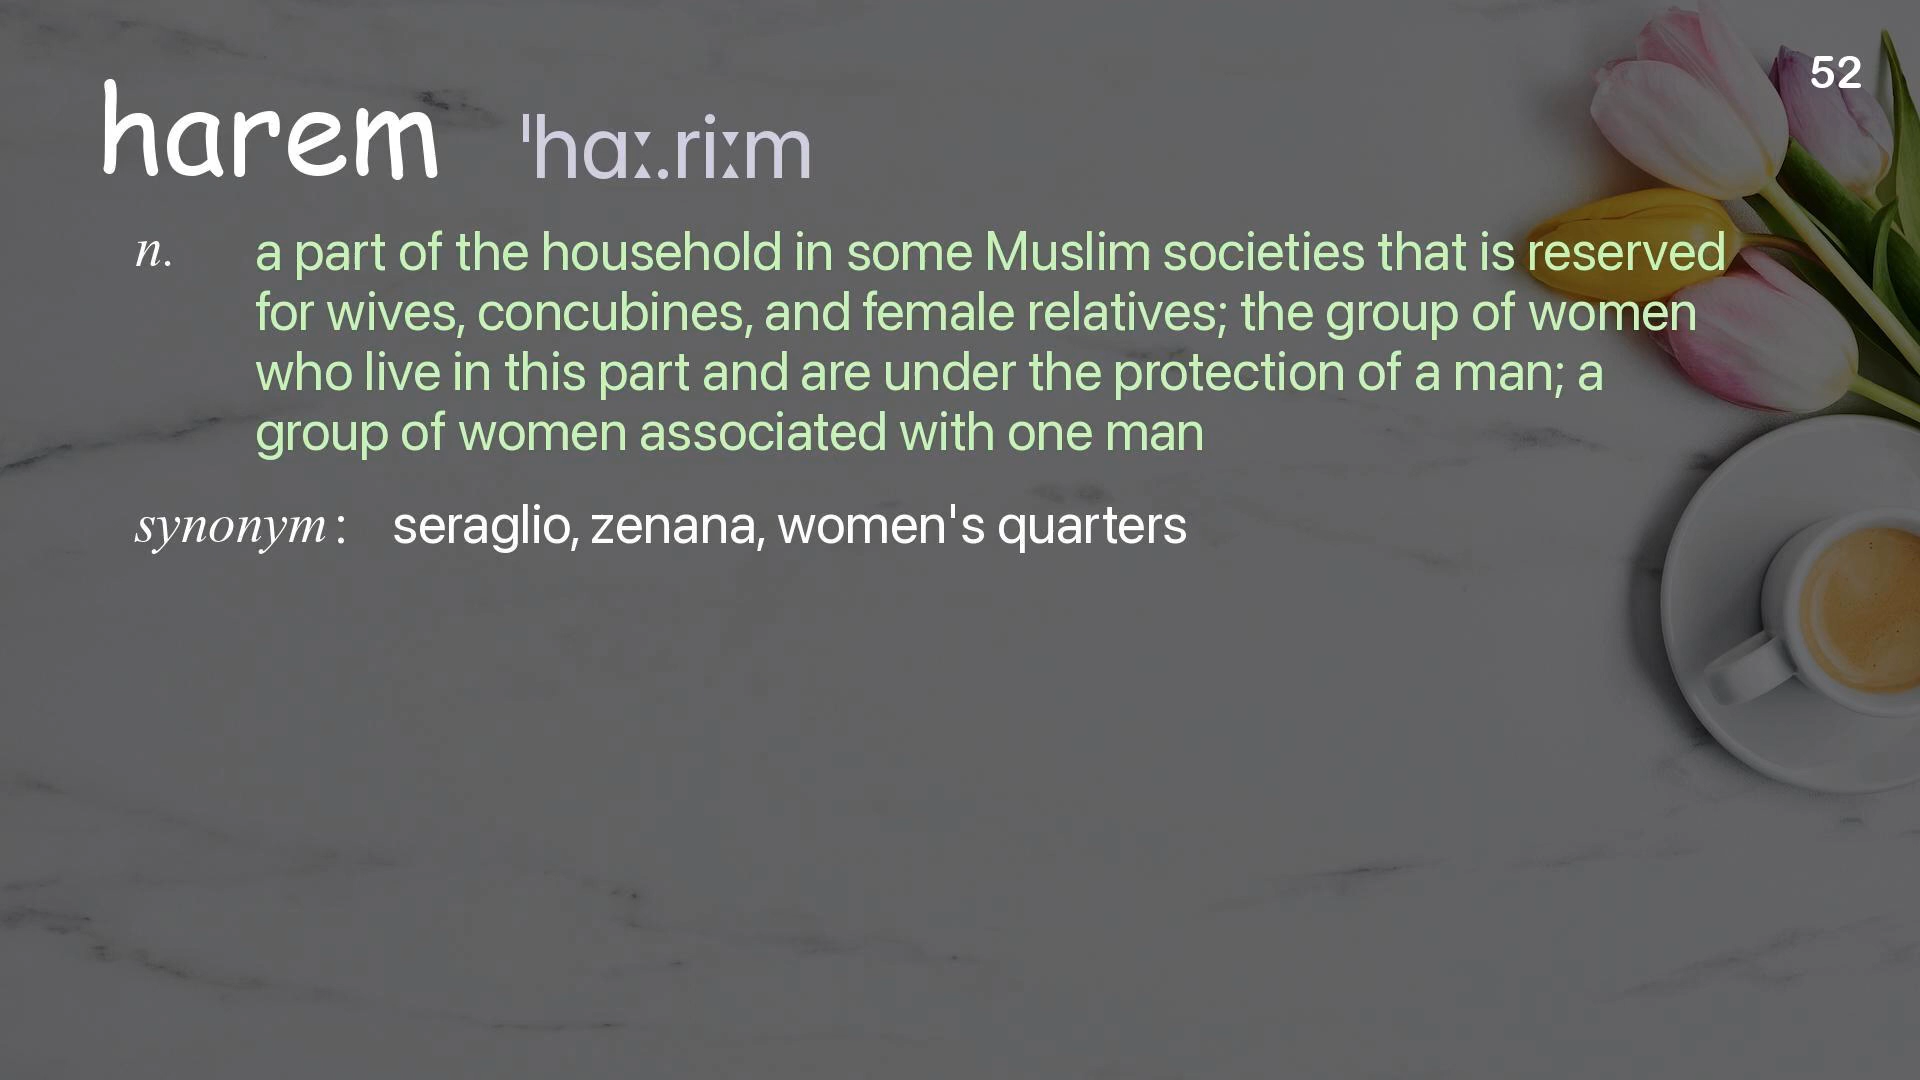 52
harem ˈhɑː.riːm
n. a part of the household in some Muslim societies that is reserved
for wives, concubines, and female relatives; the group of women
who live in this part and are under the protection of a man; a
group of women associated with one man
synonym: seraglio, zenana, women's quarters